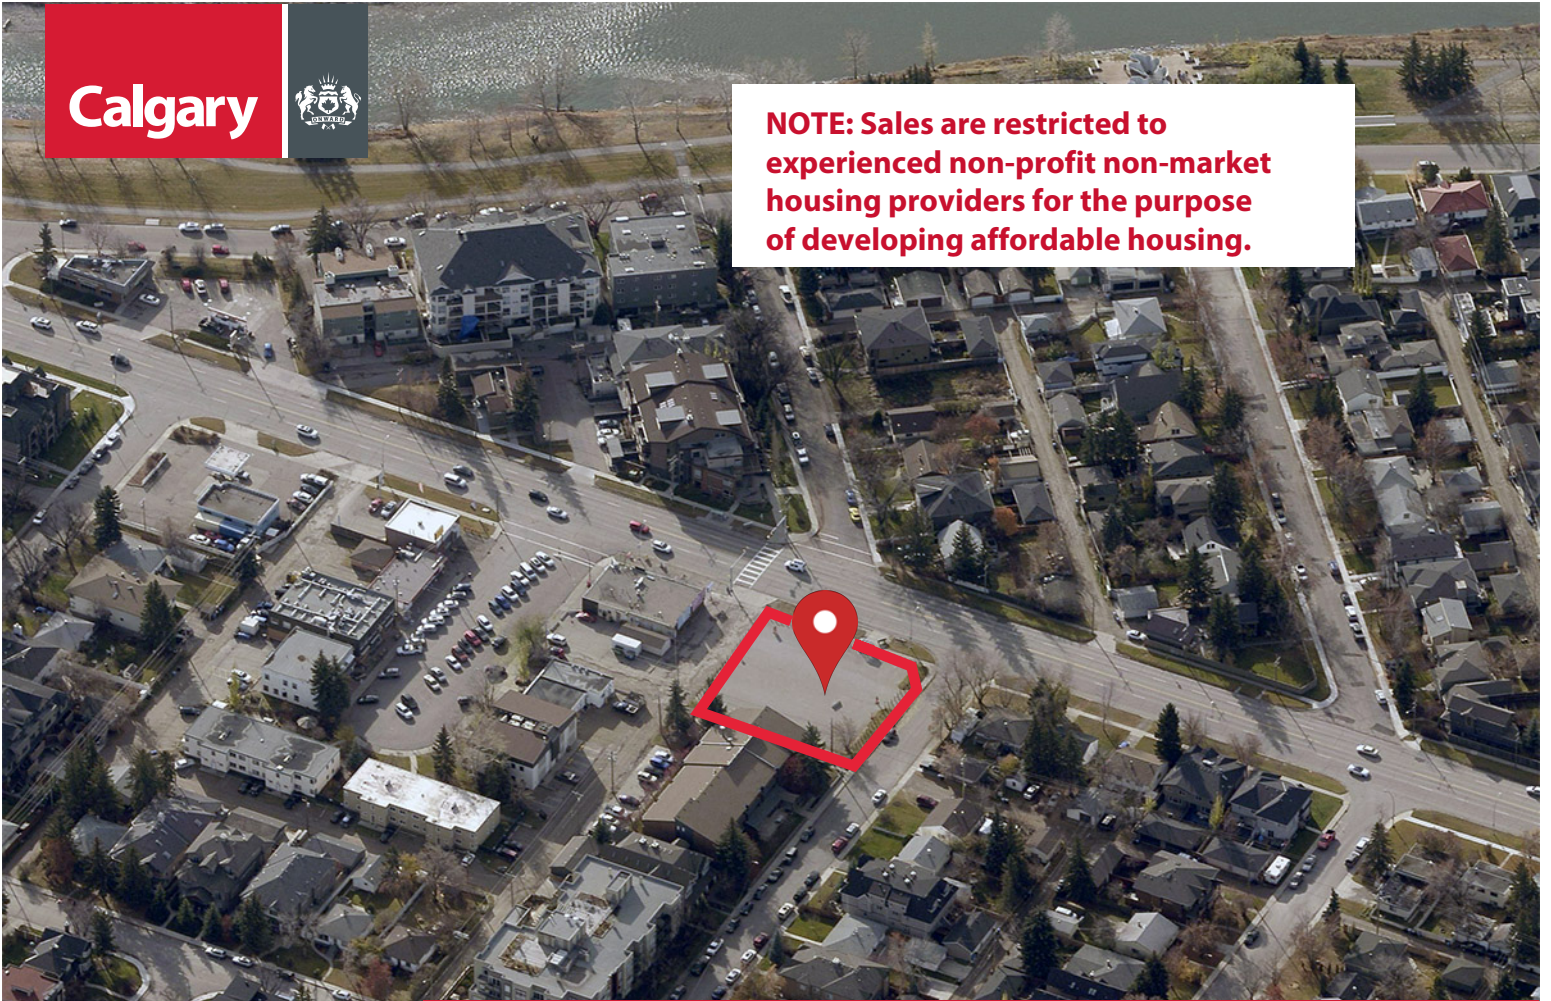 Calgary
ONWARD
NOTE: Sales are restricted to
experienced non-profit non-market
housing providers for the purpose
of developing affordable housing.